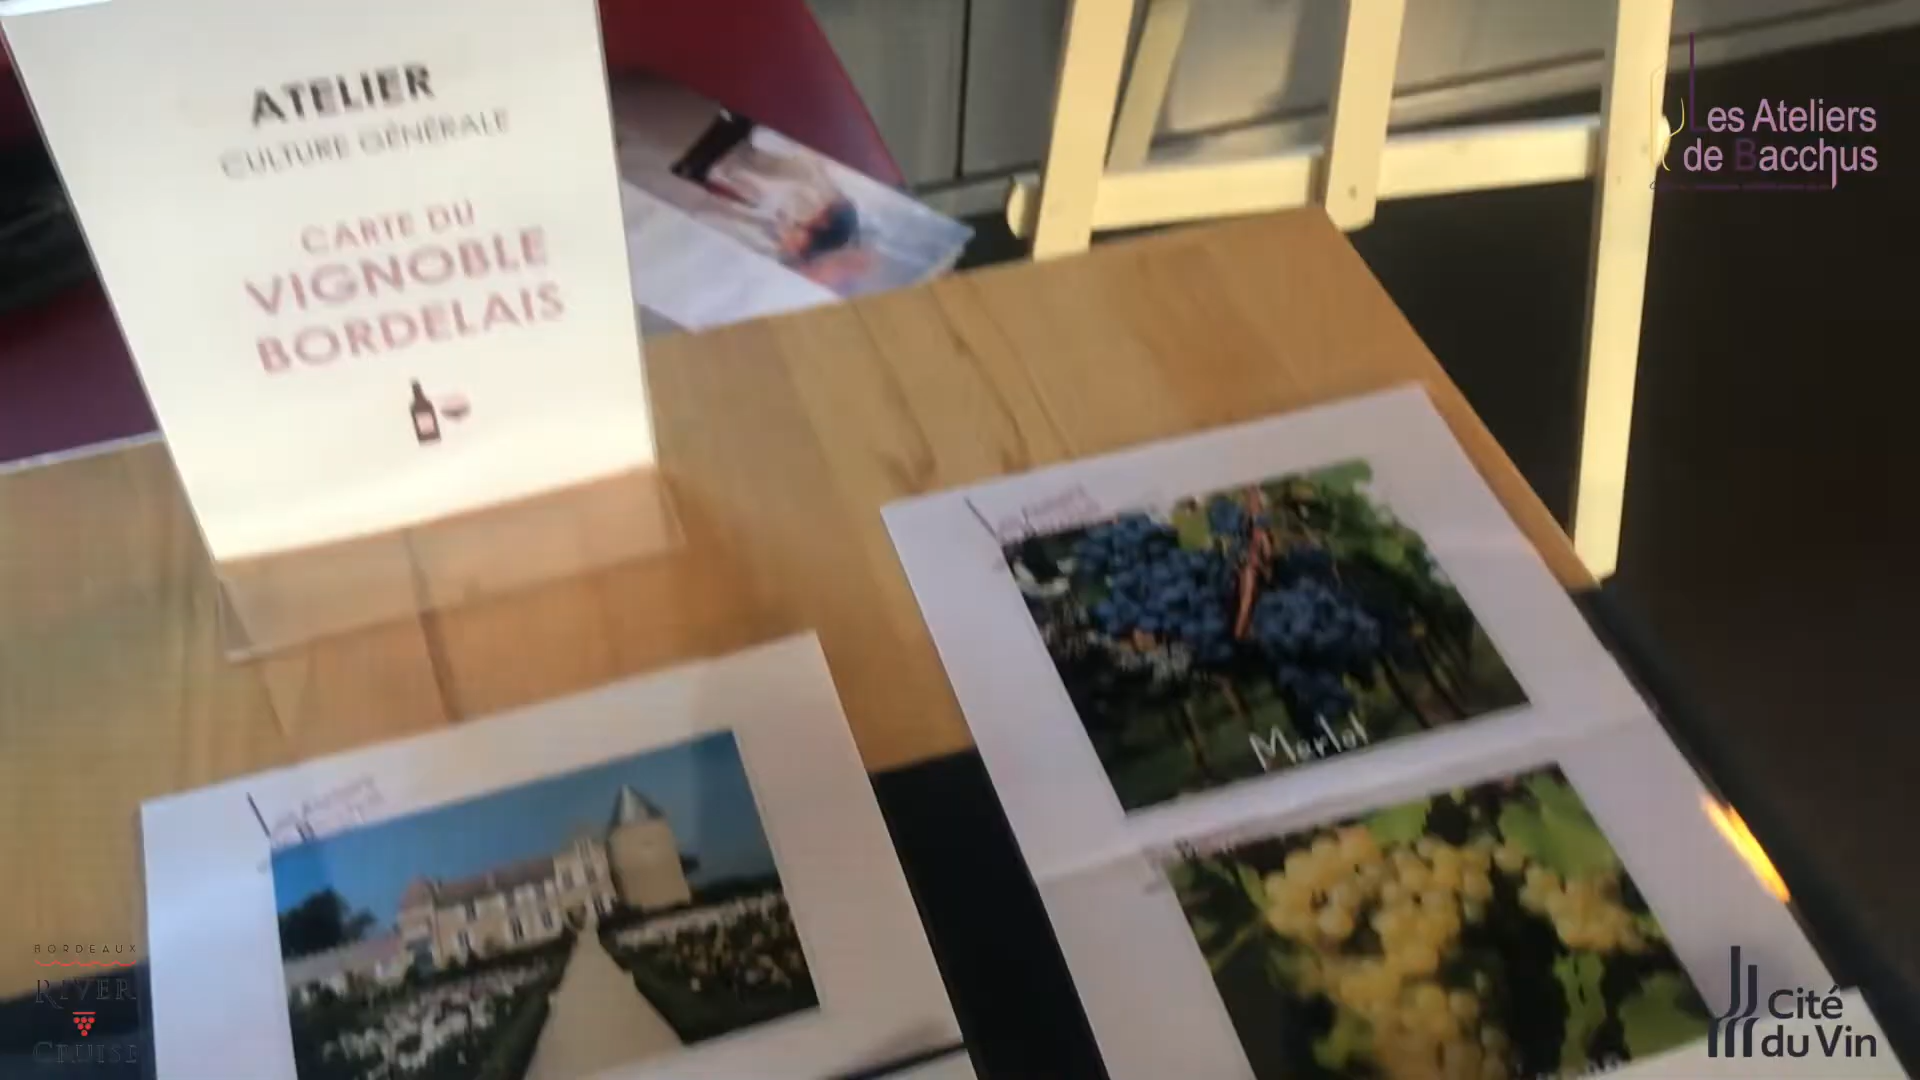 ATELIER
CULTURE GÉNÉRALE
CARTE DU
VIGNOBLE
BORDELAIS
Les Ateliers
de Bacchus
Merlot
BORDEAUX
RIVER
CRUISE
Cité
du Vin